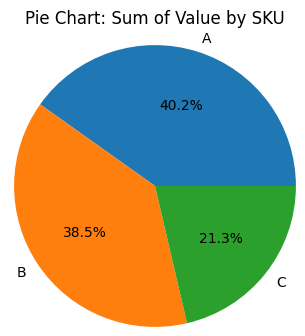 Pie Chart: Sum of Value by SKU
A
40.2%
38.5%
21.3%
B
C